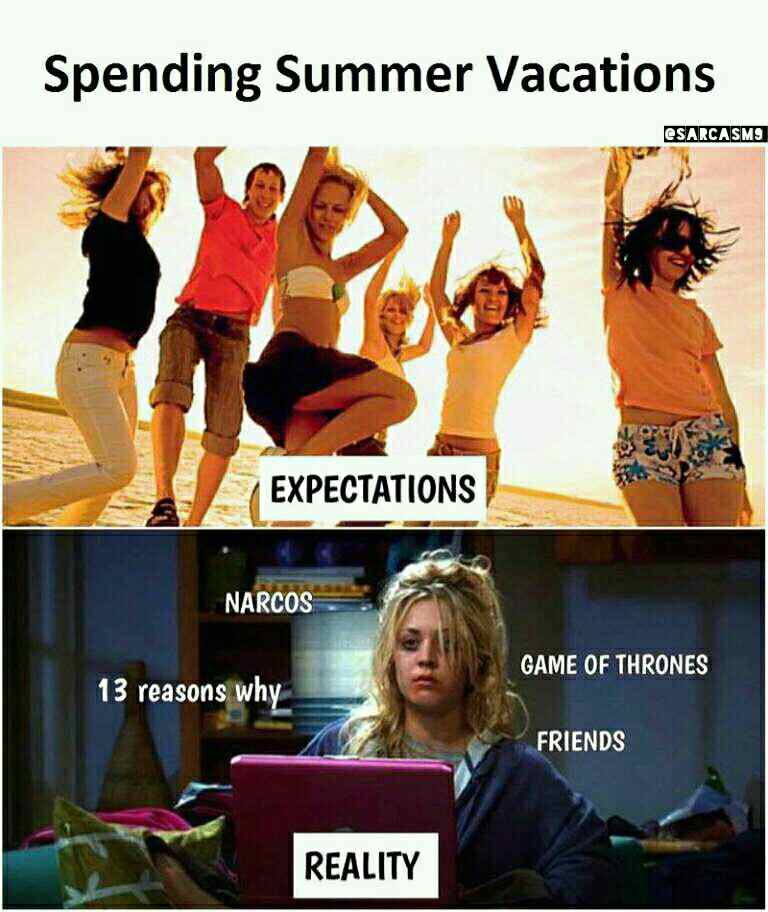 Spending Summer Vacations
@SARCASM9
EXPECTATIONS
NARCOS
GAME OF THRONES
13 reasons why
FRIENDS
REALITY